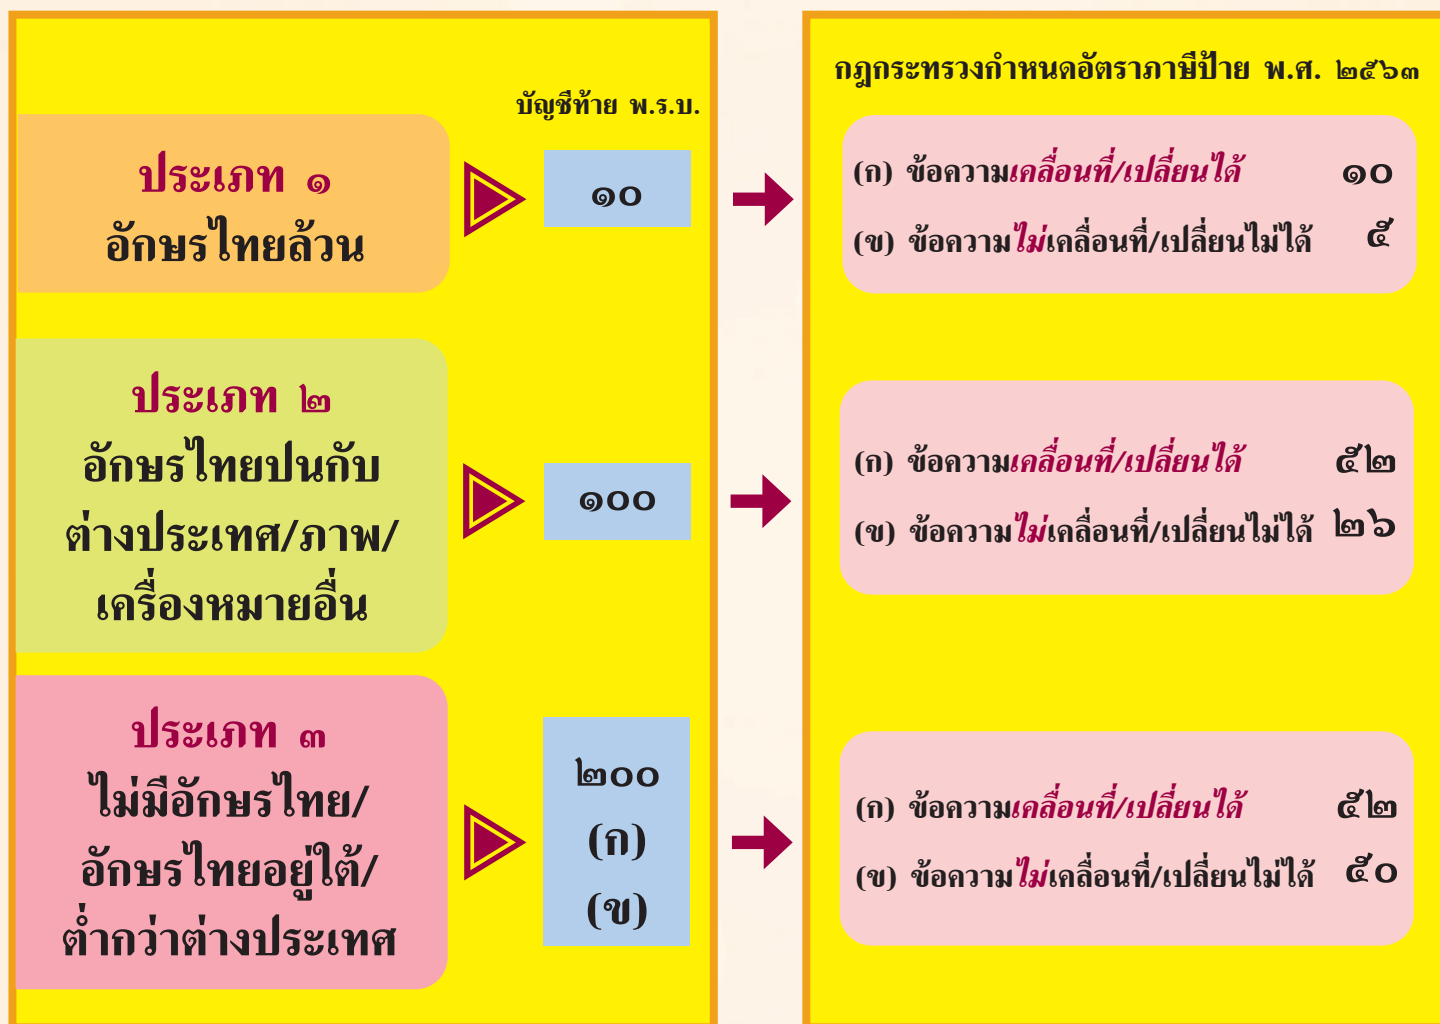 บัญชีท้าย พ.ร.บ.
ประเภท ๑
อักษรไทยล้วน
๑๐
ประเภท ๒
อักษรไทยปนกับ
ต่างประเทศ/ภาพ/
เครื่องหมายอื่น
๑๐๐
ประเภท ๓
ไม่มีอักษรไทย/
อักษรไทยอยู่ใต้/
ต่ำกว่าต่างประเทศ
๒๐๐
(ก)
(ข)
กฎกระทรวงกำหนดอัตราภาษีป้าย พ.ศ. ๒๕๖๓
(ก) ข้อความเคลื่อนที่/เปลี่ยนได้ ๑๐
(ข) ข้อความไม่เคลื่อนที่/เปลี่ยนไม่ได้ ๕
(ก) ข้อความเคลื่อนที่/เปลี่ยนได้ ๕๒
(ข) ข้อความไม่เคลื่อนที่/เปลี่ยนไม่ได้ ๒๖
(ก) ข้อความเคลื่อนที่/เปลี่ยนได้ ๕๒
(ข) ข้อความไม่เคลื่อนที่/เปลี่ยนไม่ได้ ๕๐